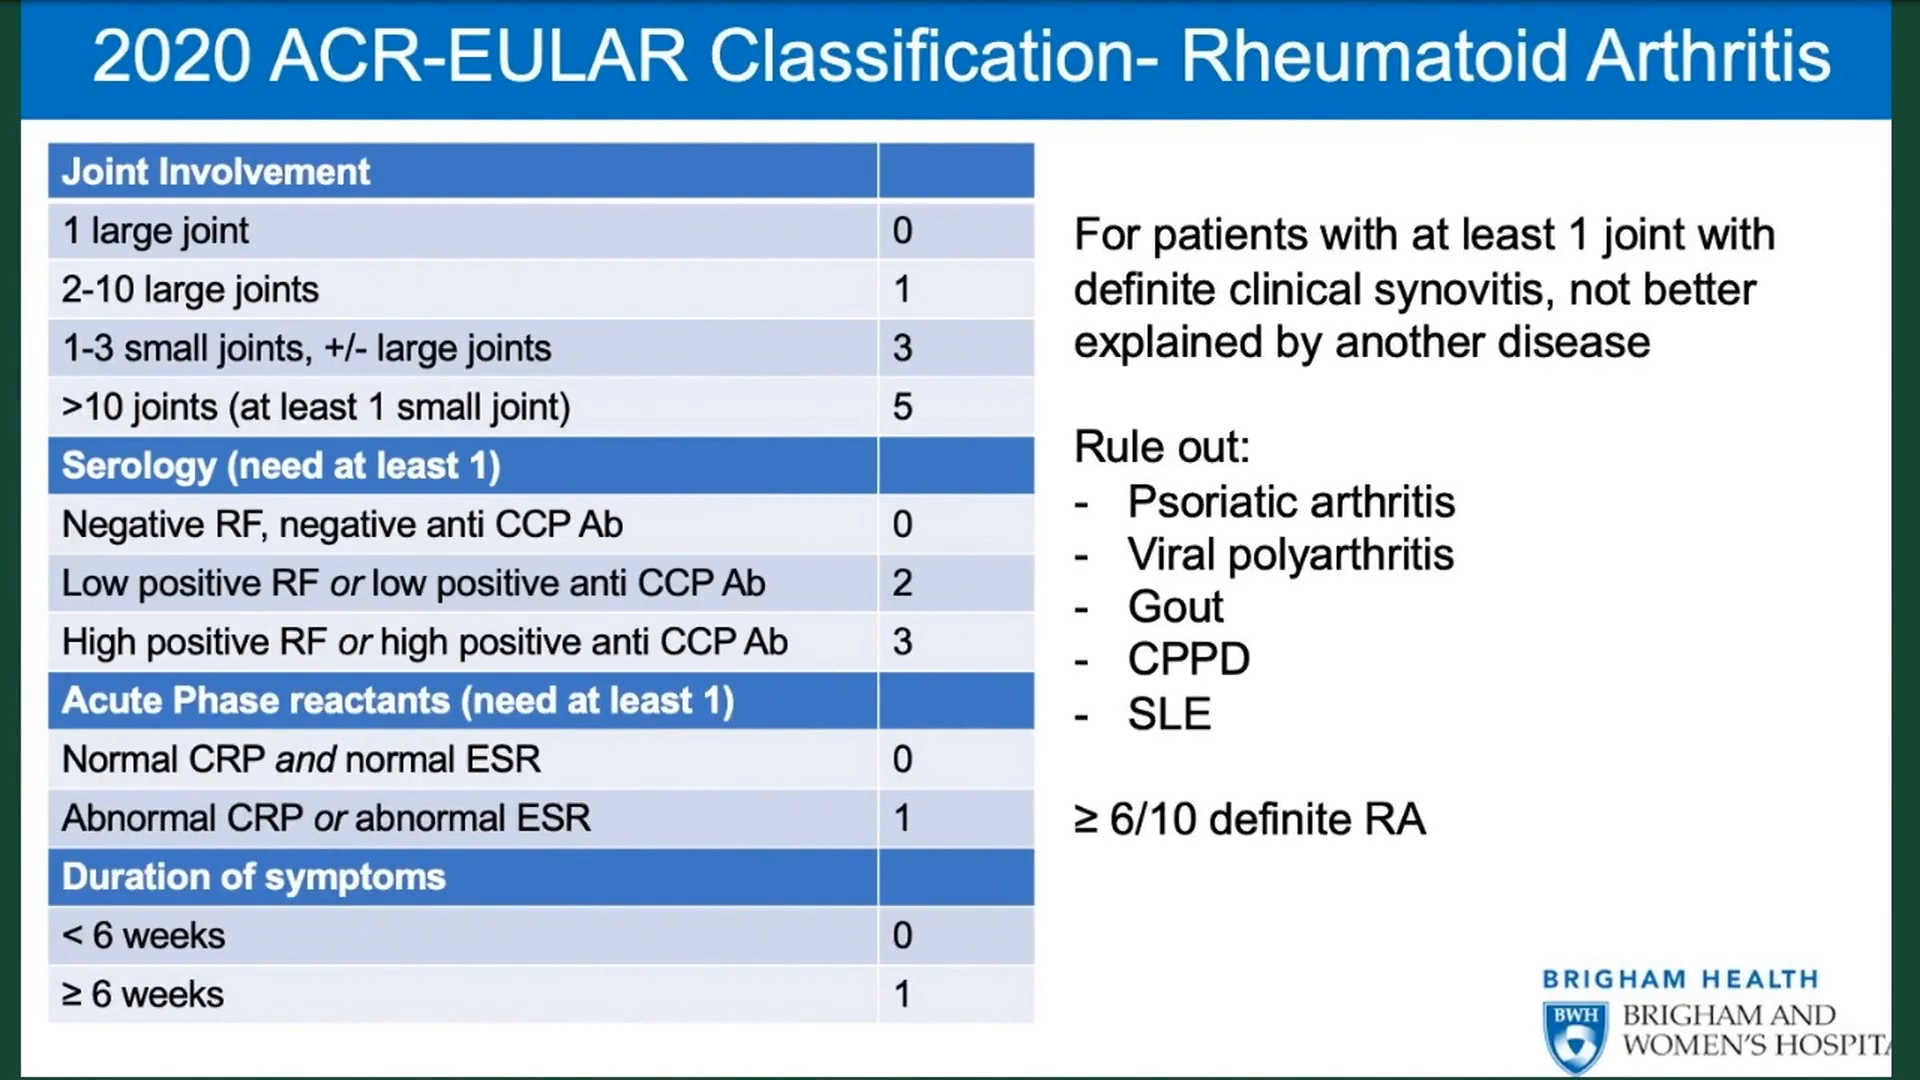 2020 ACR-EULAR Classification- Rheumatoid Arthritis
Joint Involvement
1 large joint 0
2-10 large joints 1
1-3 small joints, +/- large joints 3
>10 joints (at least 1 small joint) 5
Serology (need at least 1)
Negative RF, negative anti CCP Ab 0
Low positive RF or low positive anti CCP Ab 2
High positive RF or high positive anti CCP Ab 3
Acute Phase reactants (need at least 1)
Normal CRP and normal ESR 0
Abnormal CRP or abnormal ESR 1
Duration of symptoms
< 6 weeks 0
≥ 6 weeks 1
For patients with at least 1 joint with
definite clinical synovitis, not better
explained by another disease
Rule out:
- Psoriatic arthritis
- Viral polyarthritis
- Gout
- CPPD
- SLE
≥ 6/10 definite RA
BRIGHAM HEALTH
BWH
BRIGHAM AND
WOMEN'S HOSPITA